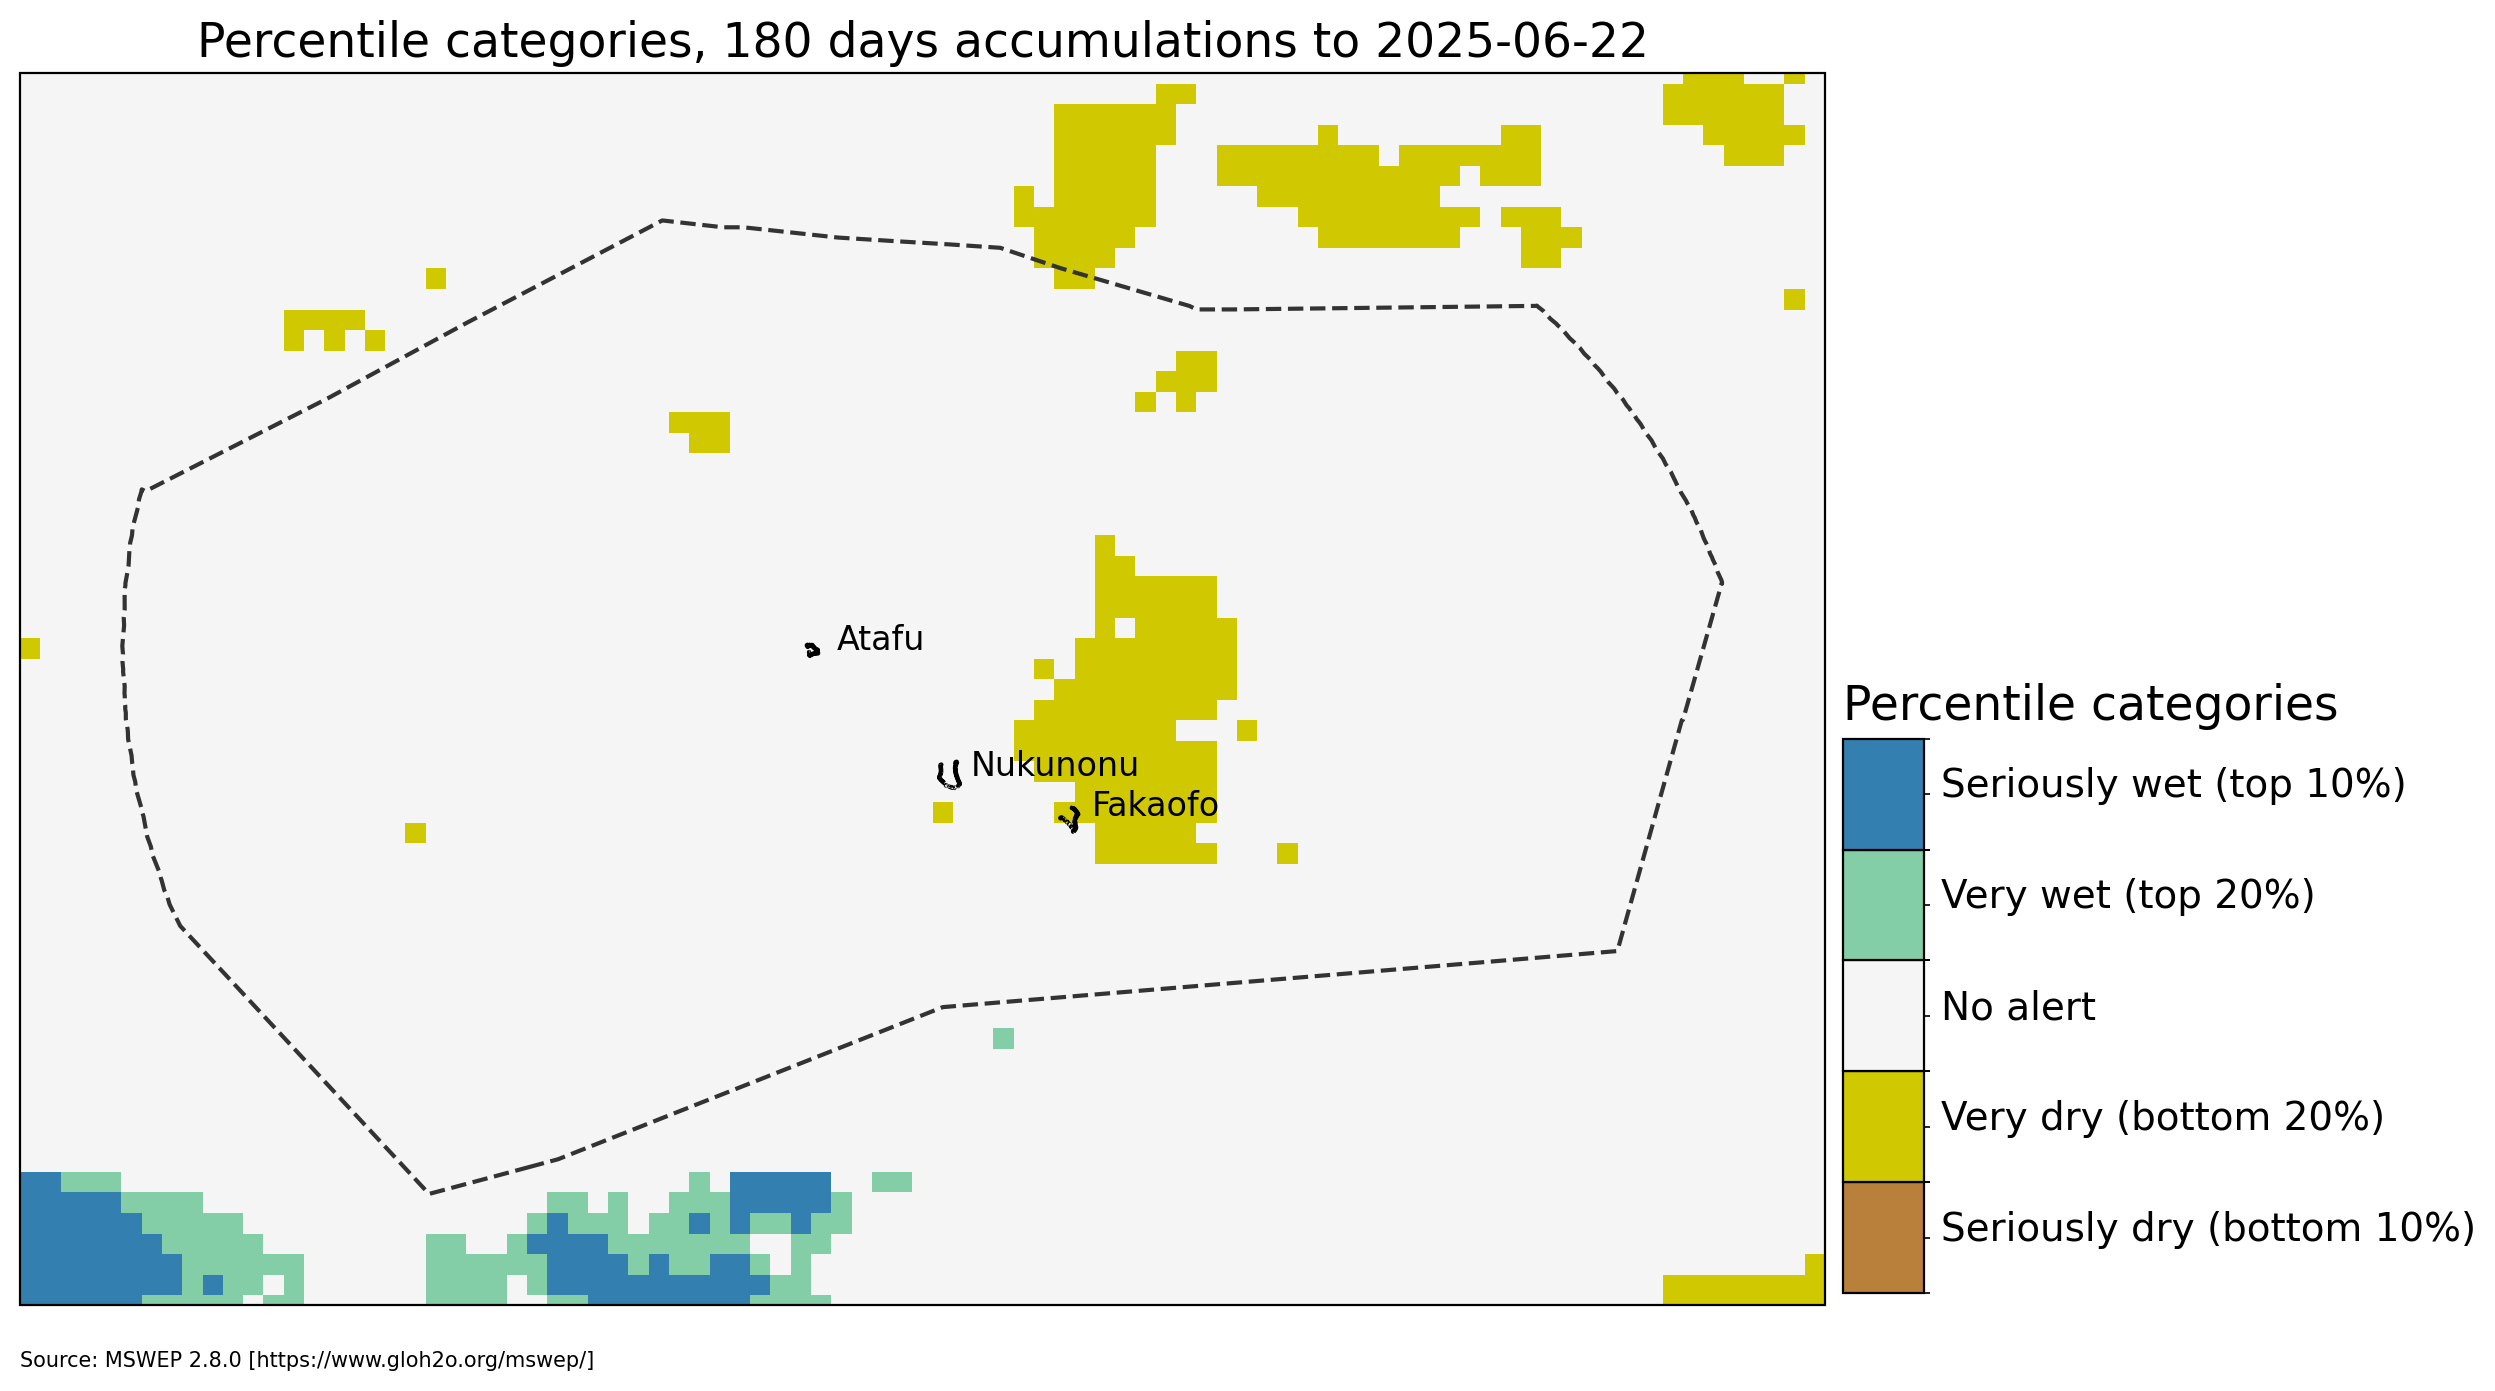 Percentile categories, 180 days accumulations to 2025-06-22
Atafu
Nukunonu
Fakaofo
Percentile categories
Seriously wet (top 10%)
Very wet (top 20%)
No alert
Very dry (bottom 20%)
Seriously dry (bottom 10%)
Source: MSWEP 2.8.0 [https://www.gloh2o.org/mswep/]